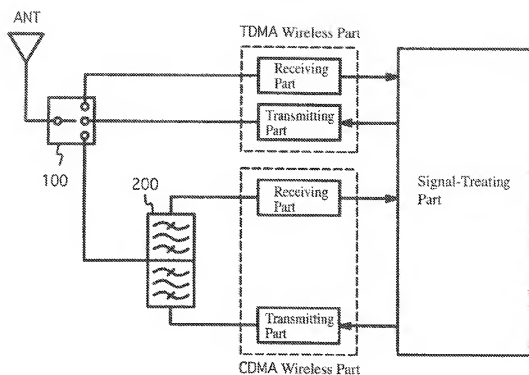 ANT
TDMA Wireless Part
Receiving
Part
Transmitting
Part
100
200
Receiving
Part
Signal-Treating
Part
Transmitting
Part
CDMA Wireless Part